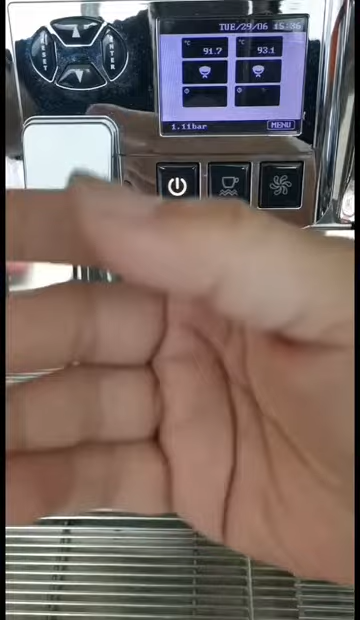 TUE/29/06 15:36
°C 91.7 °C 93.1
RESET
ENTER
1.11bar MENU